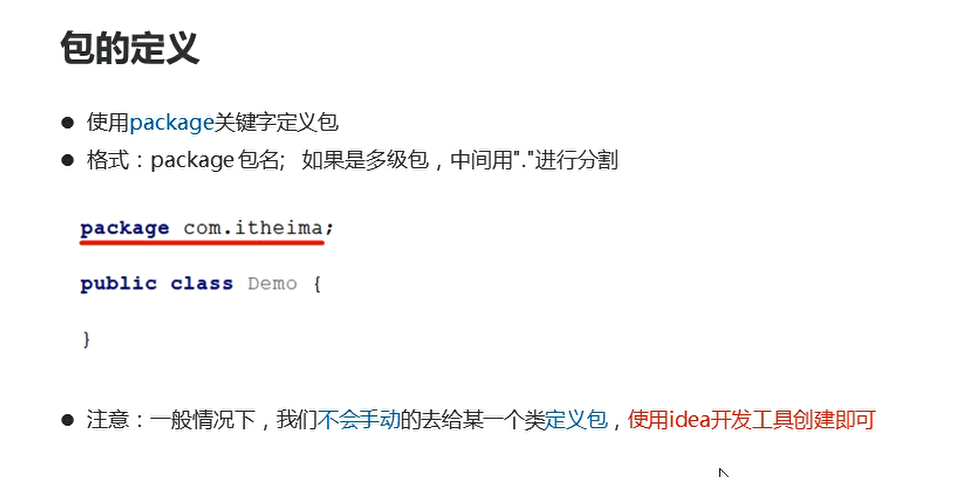 包的定义
● 使用package关键字定义包
● 格式：package 包名; 如果是多级包，中间用"."进行分割
package com.itheima;
public class Demo {
}
● 注意：一般情况下，我们不会手动的去给某一个类定义包，使用idea开发工具创建即可